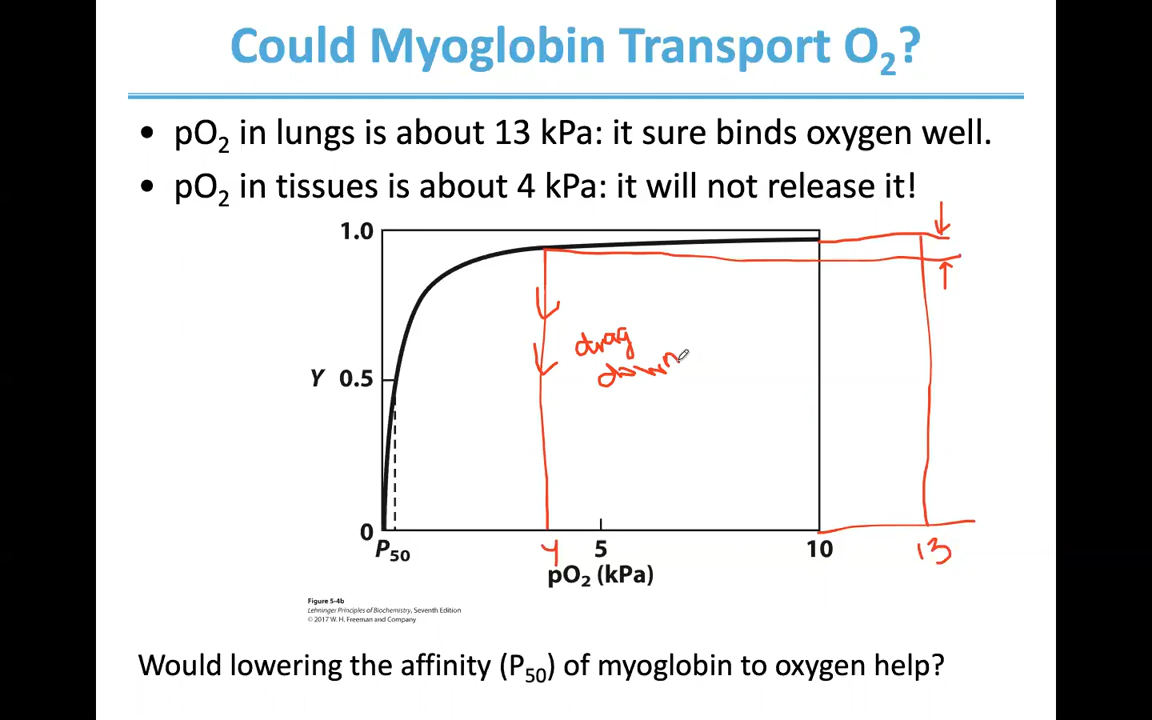 Could Myoglobin Transport O₂?
• pO₂ in lungs is about 13 kPa: it sure binds oxygen well.
• pO₂ in tissues is about 4 kPa: it will not release it!
1.0
drag
down
Y 0.5
0
P₅₀ 4 5 10 13
pO₂ (kPa)
Figure 5-4b
Lehninger Principles of Biochemistry, Seventh Edition
© 2017 W. H. Freeman and Company
Would lowering the affinity (P₅₀) of myoglobin to oxygen help?